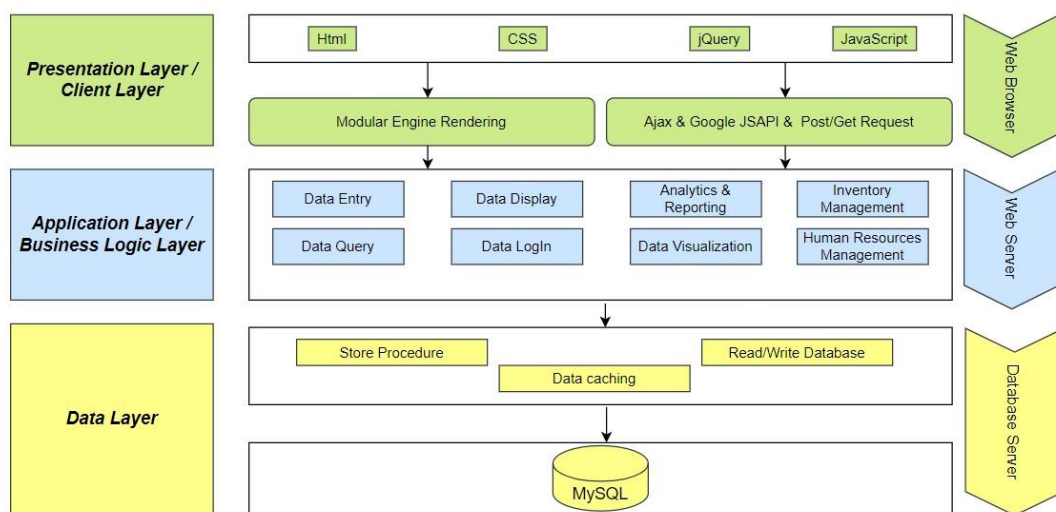 Presentation Layer /
Client Layer
Html
CSS
jQuery
JavaScript
Modular Engine Rendering
Ajax & Google JSAPI & Post/Get Request
Web Browser
Application Layer /
Business Logic Layer
Data Entry
Data Display
Analytics &
Reporting
Inventory
Management
Data Query
Data LogIn
Data Visualization
Human Resources
Management
Web Server
Data Layer
Store Procedure
Data caching
Read/Write Database
MySQL
Database Server